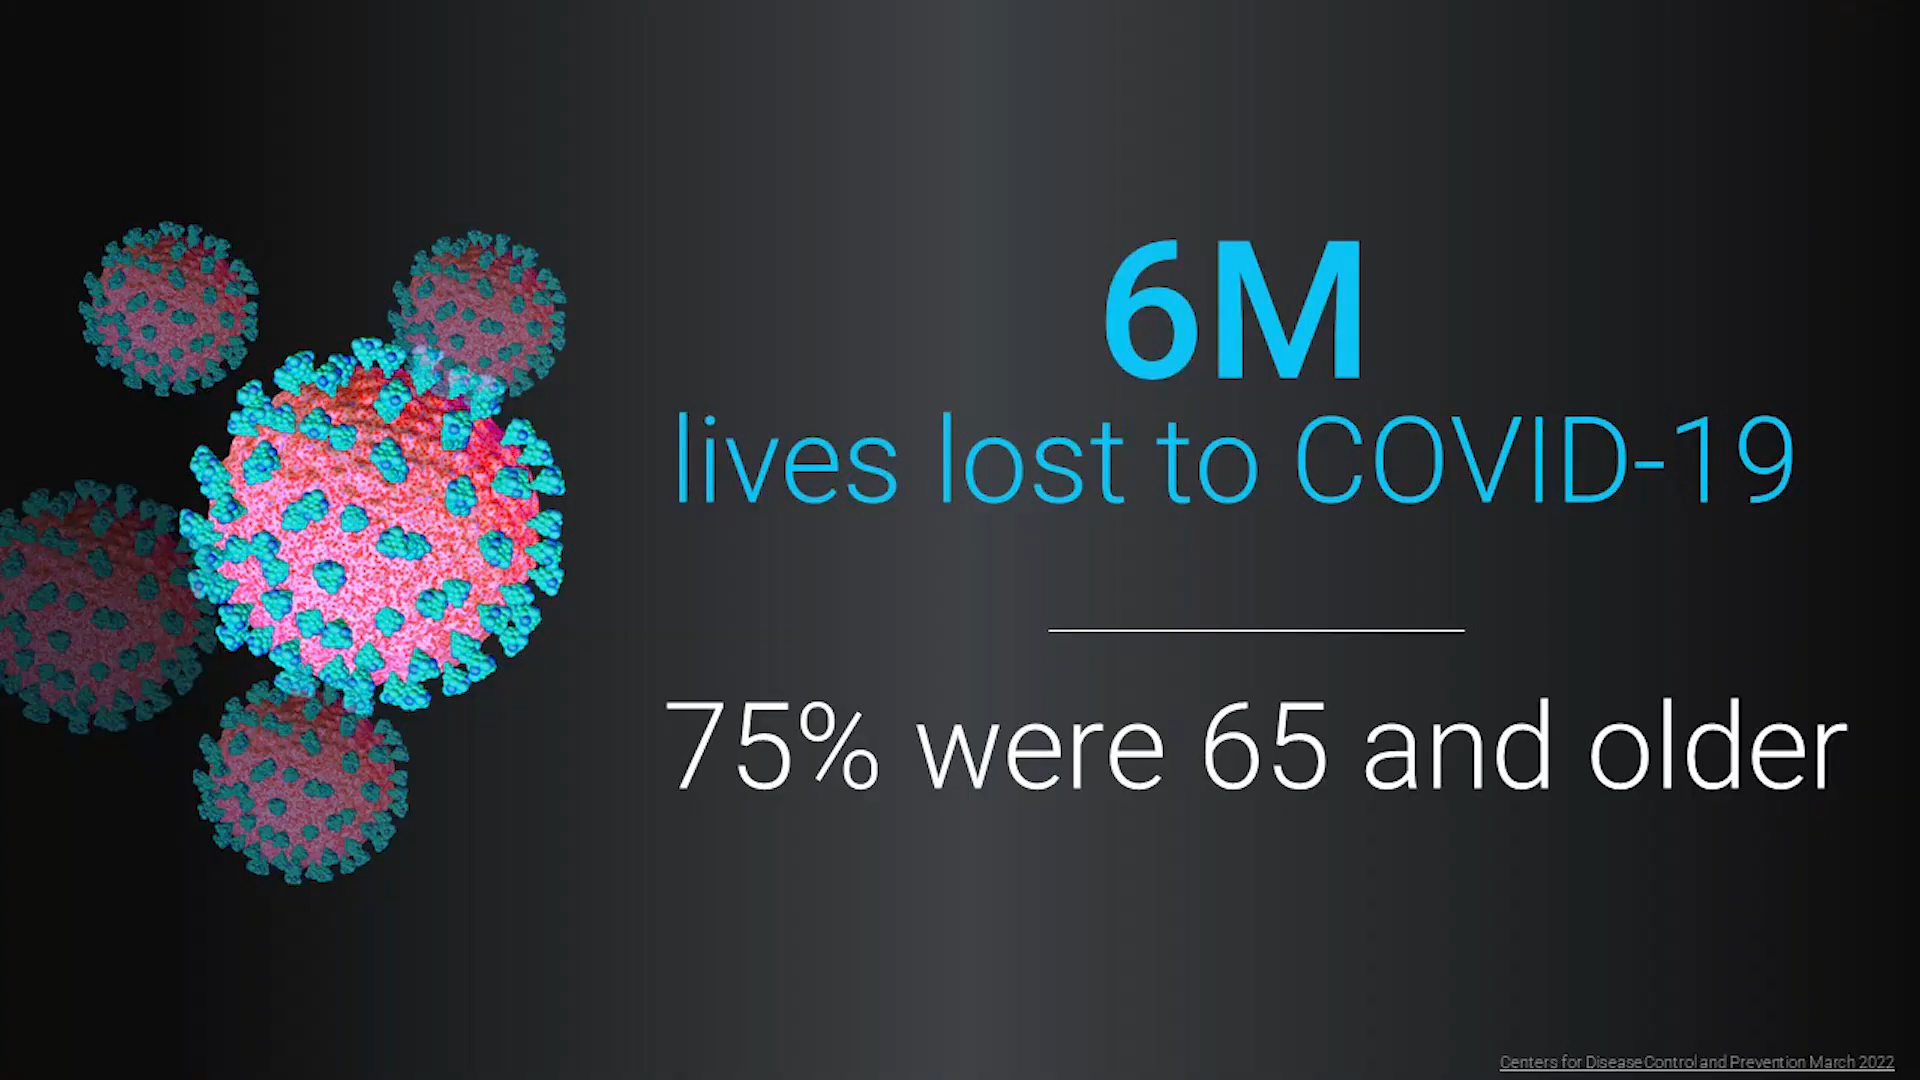 6M
lives lost to COVID-19
75% were 65 and older
Centers for Disease Control and Prevention March 2022